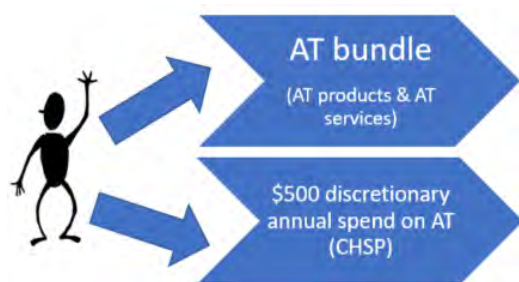 AT bundle
(AT products & AT
services)
$500 discretionary
annual spend on AT
(CHSP)